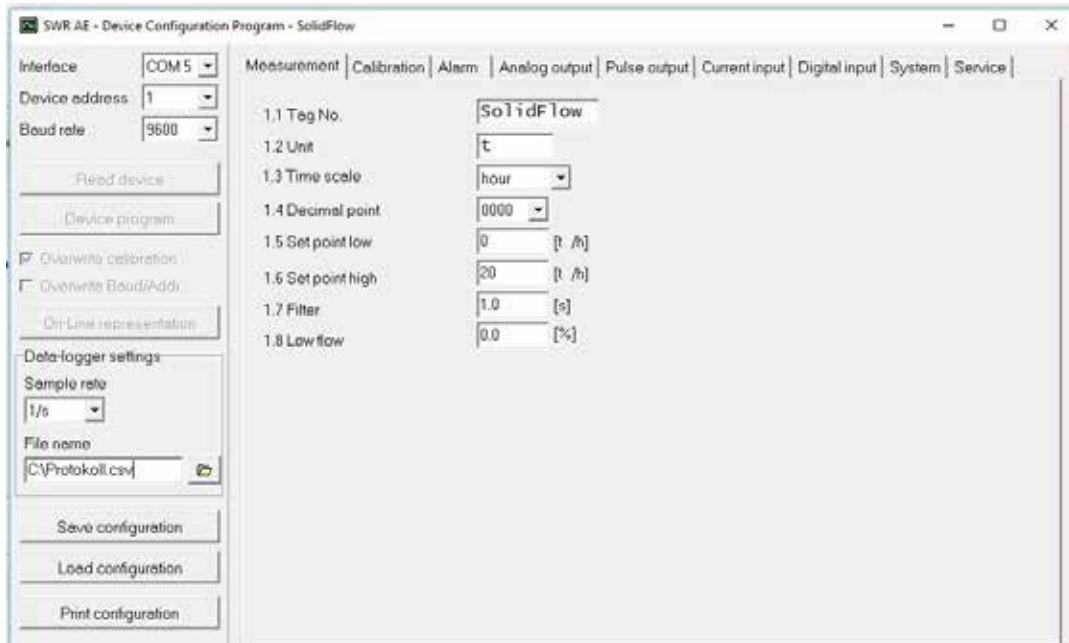 SWR AE - Device Configuration Program - SolidFlow
Interface COM 5
Device address 1
Baud rate 9600
Read device
Device program
Overwrite calibration
Overwrite Baud/Addr.
On-Line representation
Data-logger settings
Sample rate
1/s
File name
C:\Protokoll.csv
Save configuration
Load configuration
Print configuration
Measurement Calibration Alarm Analog output Pulse output Current input Digital input System Service
1.1 Tag No. SolidFlow
1.2 Unit t
1.3 Time scale hour
1.4 Decimal point 0000
1.5 Set point low 0 [t /h]
1.6 Set point high 20 [t /h]
1.7 Filter 1.0 [s]
1.8 Low flow 0.0 [%]